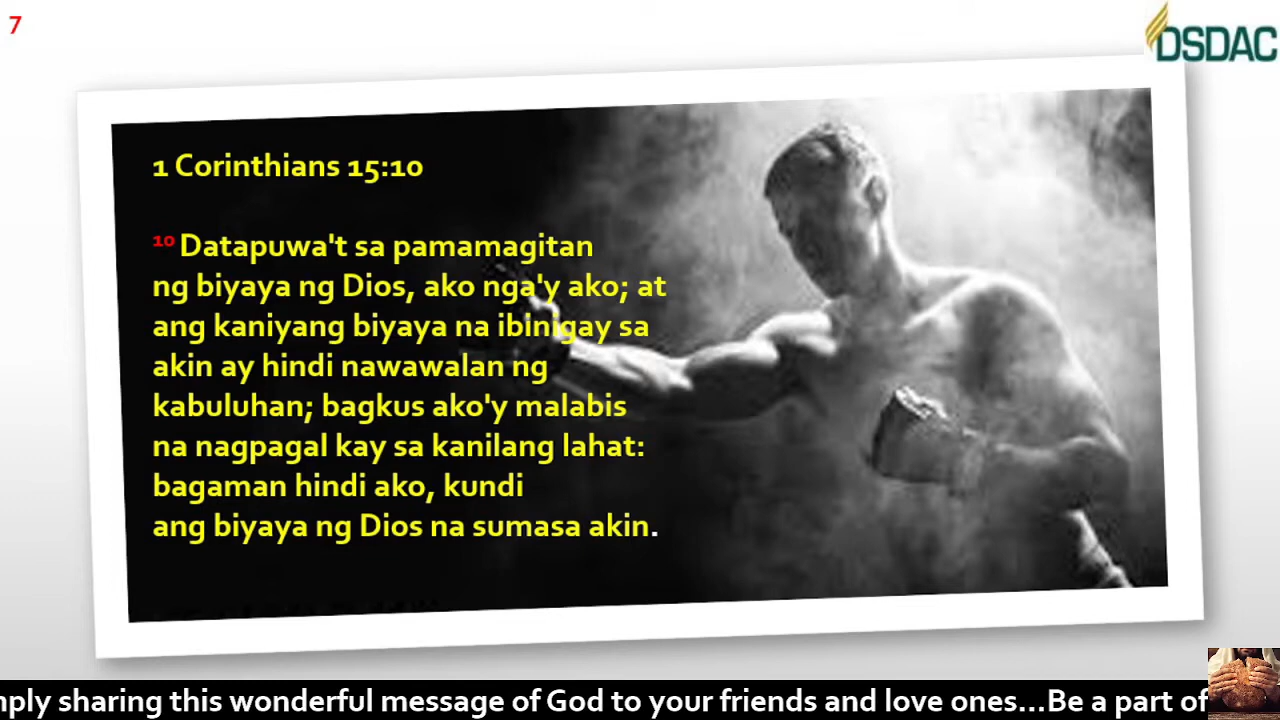 7
DSDAC
1 Corinthians 15:10
10 Datapuwa't sa pamamagitan
ng biyaya ng Dios, ako nga'y ako; at
ang kaniyang biyaya na ibinigay sa
akin ay hindi nawawalan ng
kabuluhan; bagkus ako'y malabis
na nagpagal kay sa kanilang lahat:
bagaman hindi ako, kundi
ang biyaya ng Dios na sumasa akin.
sharing this wonderful message of God to your friends and love ones...Be a part of